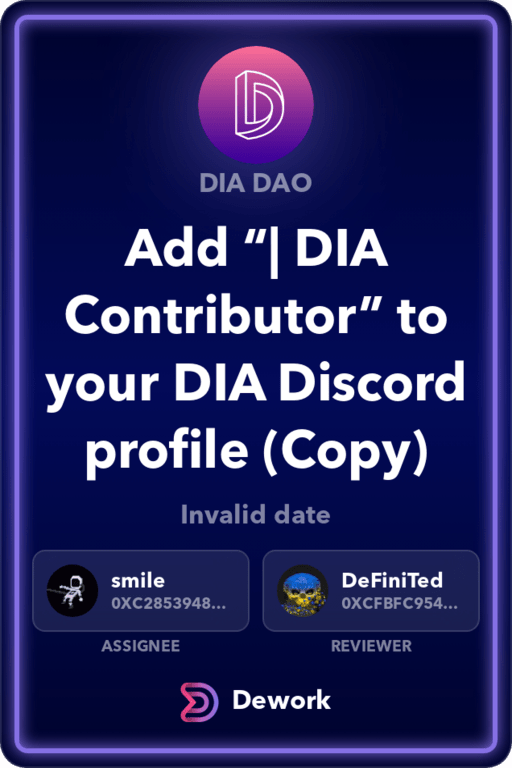 DIA DAO
Add “| DIA
Contributor” to
your DIA Discord
profile (Copy)
Invalid date
smile
0XC2853948...
ASSIGNEE
DeFiniTed
0XCFBFC954...
REVIEWER
Dework